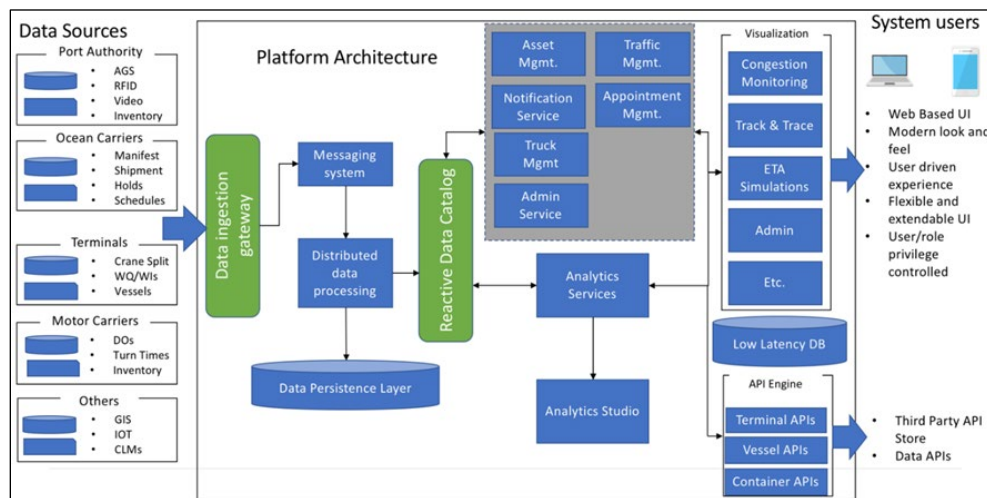 Data Sources
Port Authority
• AGS
• RFID
• Video
• Inventory
Ocean Carriers
• Manifest
• Shipment
• Holds
• Schedules
Terminals
• Crane Split
• WQ/WIs
• Vessels
Motor Carriers
• DOs
• Turn Times
• Inventory
Others
• GIS
• IOT
• CLMs
Platform Architecture
Data ingestion
gateway
Messaging
system
Distributed
data
processing
Data Persistence Layer
Reactive Data Catalog
Asset
Mgmt.
Traffic
Mgmt.
Notification
Service
Appointment
Mgmt.
Truck
Mgmt
Admin
Service
Analytics
Services
Analytics Studio
Visualization
Congestion
Monitoring
Track & Trace
ETA
Simulations
Admin
Etc.
Low Latency DB
API Engine
Terminal APIs
Vessel APIs
Container APIs
System users
• Web Based UI
• Modern look and
feel
• User driven
experience
• Flexible and
extendable UI
• User/role
privilege
controlled
• Third Party API
Store
• Data APIs